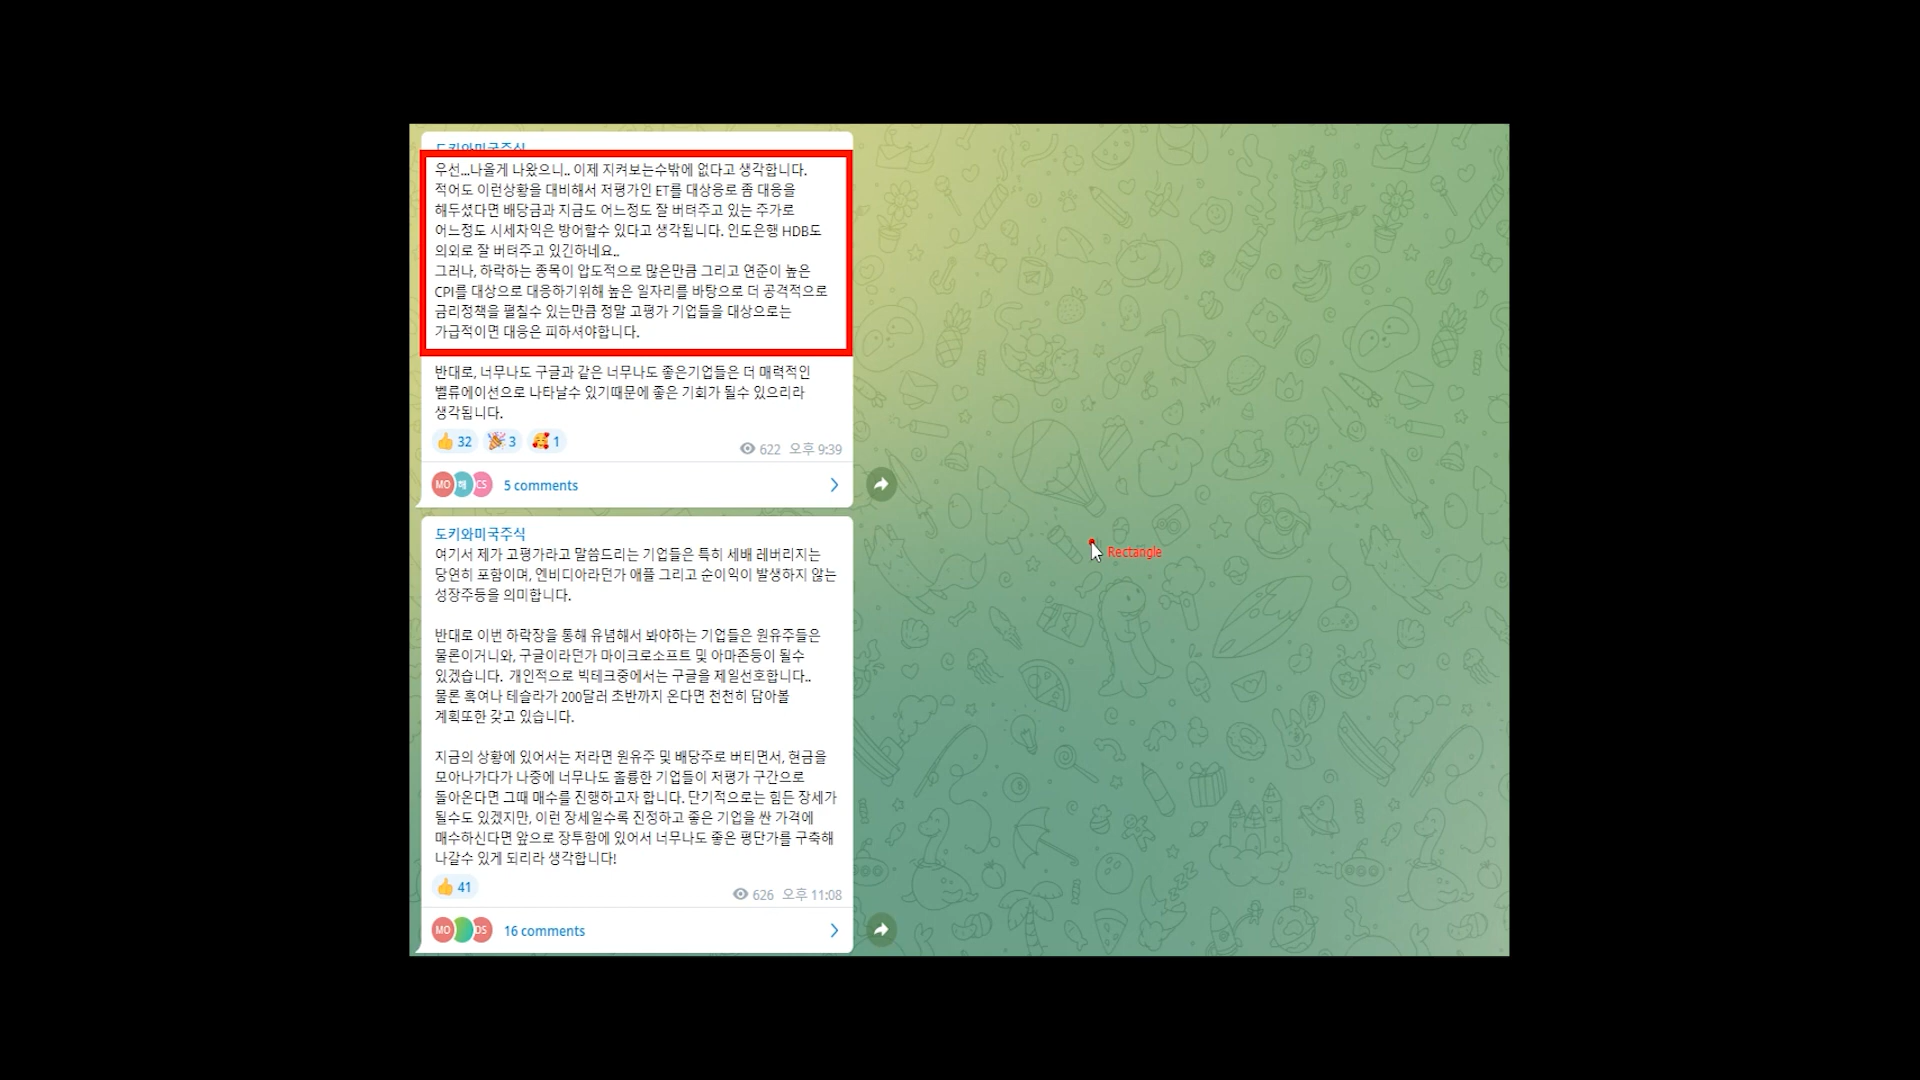 도키와미국주식
우선...나올게 나왔으니.. 이제 지켜보는수밖에 없다고 생각합니다.
적어도 이런상황을 대비해서 저평가인 ET를 대상응로 좀 대응을
해두셨다면 배당금과 지금도 어느정도 잘 버텨주고 있는 주가로
어느정도 시세차익은 방어할수 있다고 생각됩니다. 인도은행 HDB도
의외로 잘 버텨주고 있긴하네요..
그러나, 하락하는 종목이 압도적으로 많은만큼 그리고 연준이 높은
CPI를 대상으로 대응하기위해 높은 일자리를 바탕으로 더 공격적으로
금리정책을 펼칠수 있는만큼 정말 고평가 기업들을 대상으로는
가급적이면 대응은 피하셔야합니다.
반대로, 너무나도 구글과 같은 너무나도 좋은기업들은 더 매력적인
벨류에이션으로 나타날수 있기때문에 좋은 기회가 될수 있으리라
생각됩니다.
32 3 1
622 오후 9:39
MO 해 CS 5 comments
도키와미국주식
여기서 제가 고평가라고 말씀드리는 기업들은 특히 세배 레버리지는
당연히 포함이며, 엔비디아라던가 애플 그리고 순이익이 발생하지 않는
성장주등을 의미합니다.
반대로 이번 하락장을 통해 유념해서 봐야하는 기업들은 원유주들은
물론이거니와, 구글이라던가 마이크로소프트 및 아마존등이 될수
있겠습니다. 개인적으로 빅테크중에서는 구글을 제일선호합니다..
물론 혹여나 테슬라가 200달러 초반까지 온다면 천천히 담아볼
계획또한 갖고 있습니다.
지금의 상황에 있어서는 저라면 원유주 및 배당주로 버티면서, 현금을
모아나가다가 나중에 너무나도 훌륭한 기업들이 저평가 구간으로
돌아온다면 그때 매수를 진행하고자 합니다. 단기적으로는 힘든 장세가
될수도 있겠지만, 이런 장세일수록 진정하고 좋은 기업을 싼 가격에
매수하신다면 앞으로 장투함에 있어서 너무나도 좋은 평단가를 구축해
나갈수 있게 되리라 생각합니다!
41
626 오후 11:08
MO DS 16 comments
Rectangle